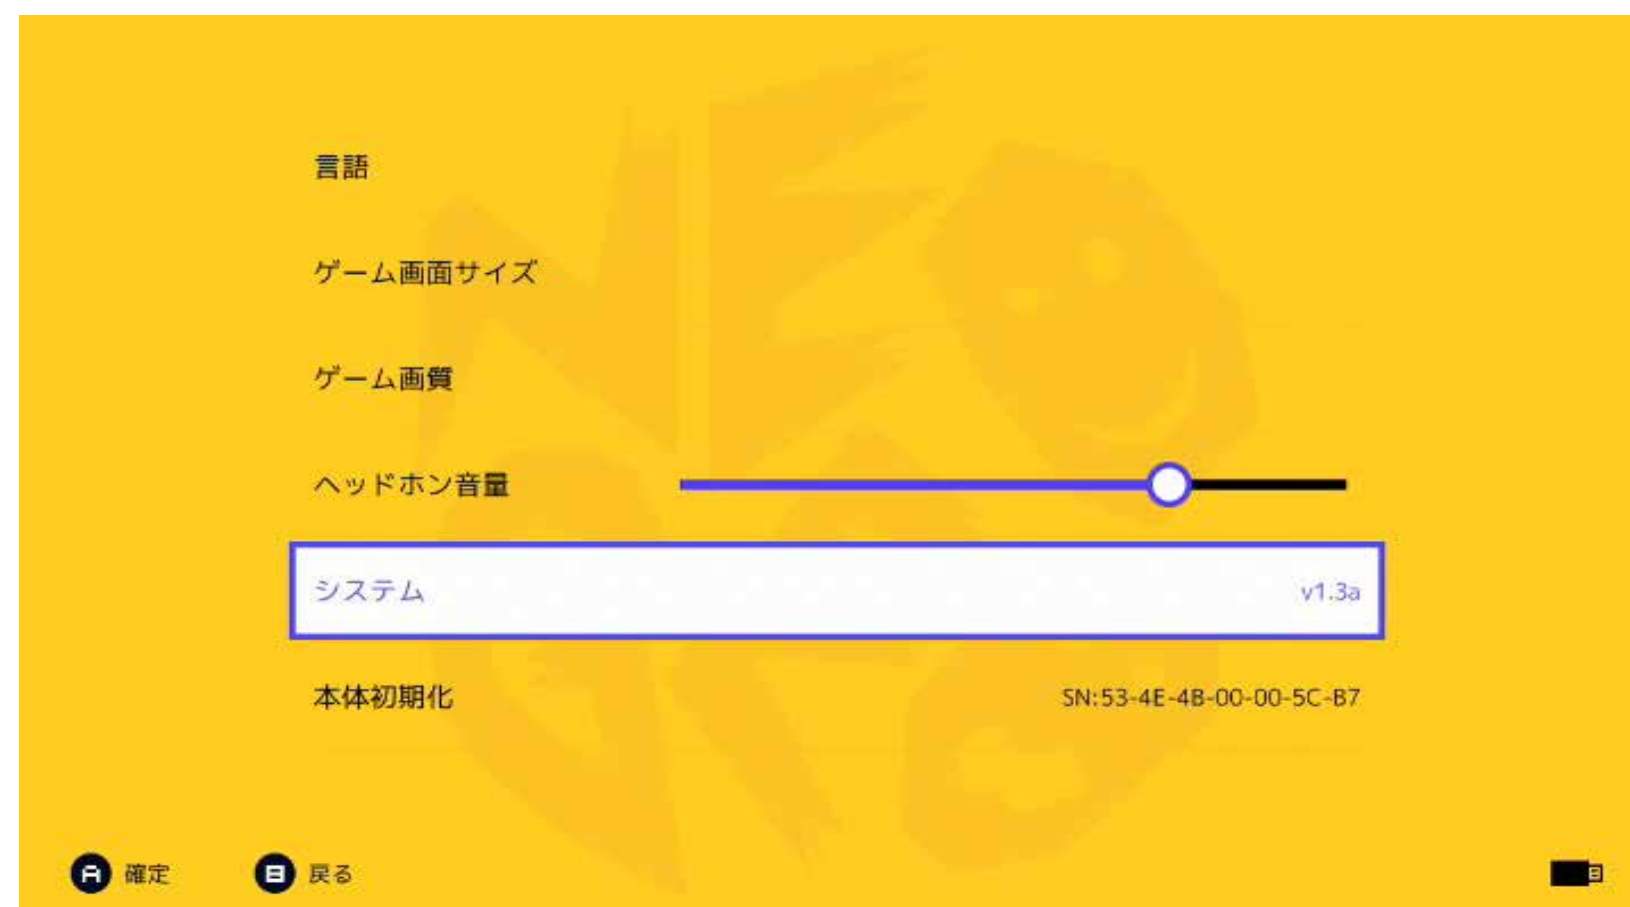 言語
ゲーム画面サイズ
ゲーム画質
ヘッドホン音量
システム v1.3a
本体初期化 SN:53-4E-4B-00-00-5C-B7
A 確定 B 戻る